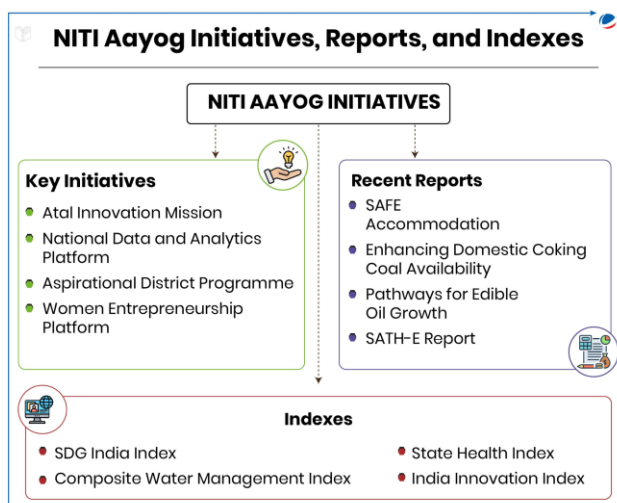 NITI Aayog Initiatives, Reports, and Indexes
NITI AAYOG INITIATIVES
Key Initiatives
Atal Innovation Mission
National Data and Analytics
Platform
Aspirational District Programme
Women Entrepreneurship
Platform
Recent Reports
SAFE
Accommodation
Enhancing Domestic Coking
Coal Availability
Pathways for Edible
Oil Growth
SATH-E Report
Indexes
SDG India Index
Composite Water Management Index
State Health Index
India Innovation Index